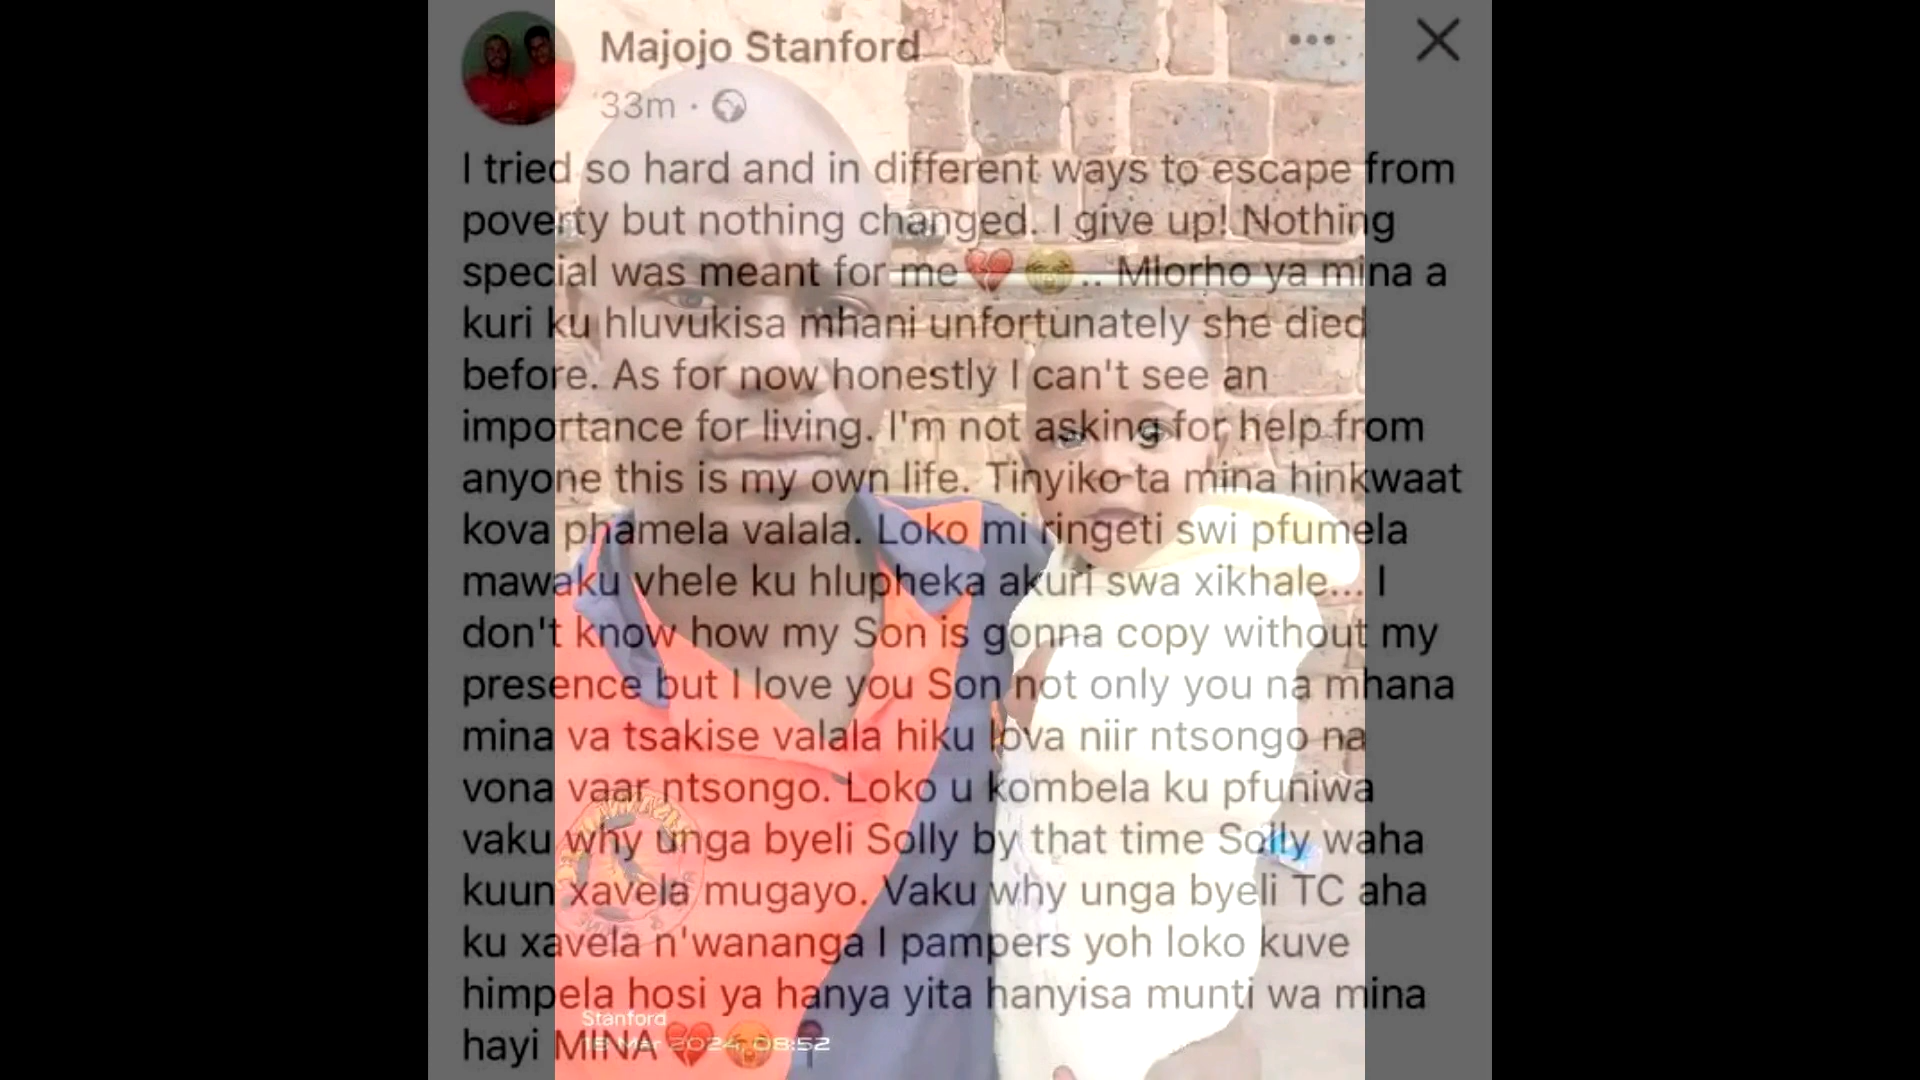 Majojo Stanford
33m ·
I tried so hard and in different ways to escape from
poverty but nothing changed. I give up! Nothing
special was meant for me💔😭.. Mlorho ya mina a
kuri ku hluvukisa mhani unfortunately she died
before. As for now honestly I can't see an
importance for living. I'm not asking for help from
anyone this is my own life. Tinyiko ta mina hinkwaat
kova phamela valala. Loko mi ringeti swi pfumela
mawaku vhele ku hlupheka akuri swa xikhale... I
don't know how my Son is gonna copy without my
presence but I love you Son not only you na mhana
mina va tsakise valala hiku lova niir ntsongo na
vona vaar ntsongo. Loko u kombela ku pfuniwa
vaku why unga byeli Solly by that time Solly waha
kuun xavela mugayo. Vaku why unga byeli TC aha
ku xavela n'wananga I pampers yoh loko kuve
himpela hosi ya hanya yita hanyisa munti wa mina
hayi MINA💔😭
Stanford
Mar 2024, 08:52